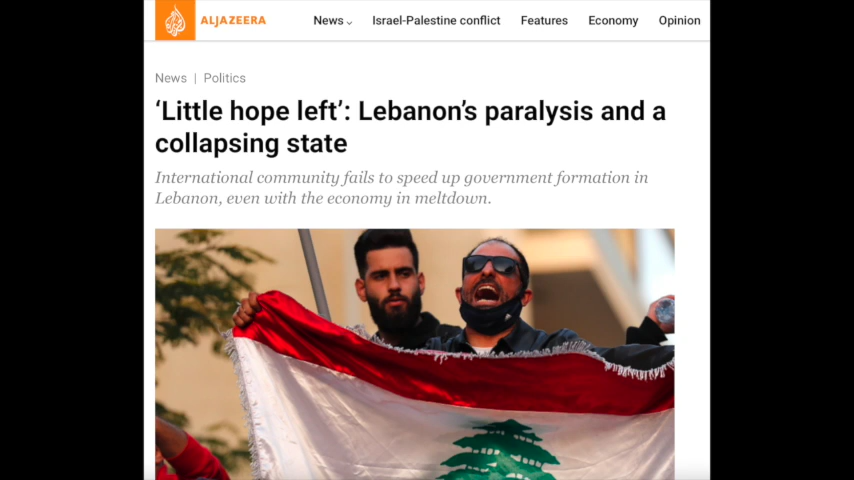 ALJAZEERA
News Israel-Palestine conflict Features Economy Opinion
News | Politics
‘Little hope left’: Lebanon’s paralysis and a
collapsing state
International community fails to speed up government formation in
Lebanon, even with the economy in meltdown.